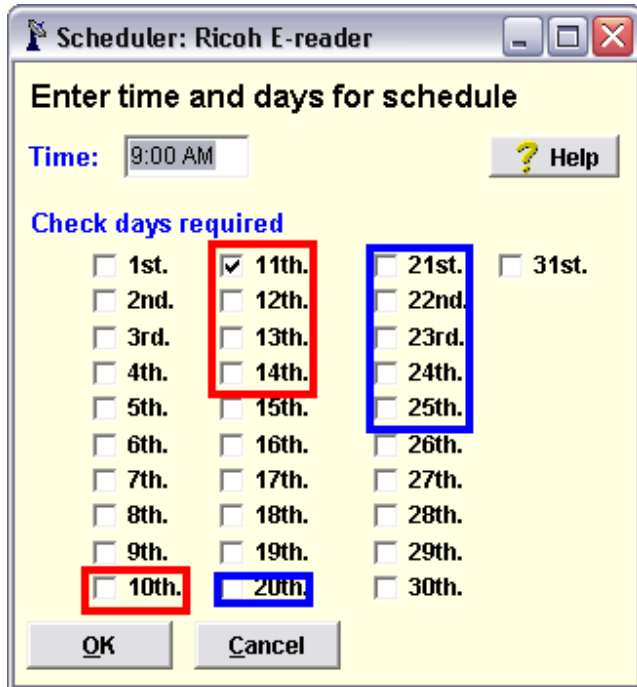 Scheduler: Ricoh E-reader
Enter time and days for schedule
Time: 9:00 AM ? Help
Check days required
1st. 11th. 21st. 31st.
2nd. 12th. 22nd.
3rd. 13th. 23rd.
4th. 14th. 24th.
5th. 15th. 25th.
6th. 16th. 26th.
7th. 17th. 27th.
8th. 18th. 28th.
9th. 19th. 29th.
10th. 20th. 30th.
OK Cancel